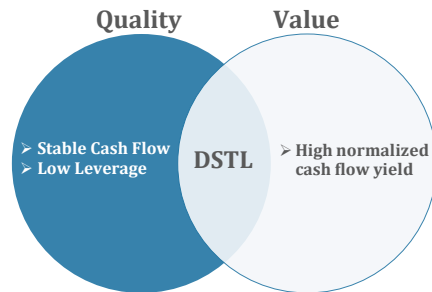 Quality
Value
➢ Stable Cash Flow
➢ Low Leverage
DSTL
➢ High normalized
cash flow yield